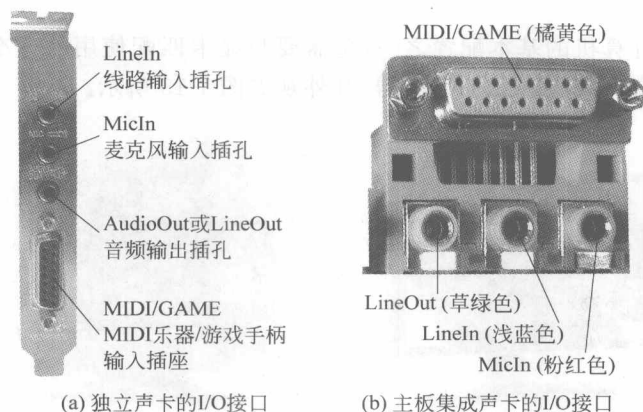 LineIn
线路输入插孔
MicIn
麦克风输入插孔
AudioOut或LineOut
音频输出插孔
MIDI/GAME
MIDI乐器/游戏手柄
输入插座
(a) 独立声卡的I/O接口
MIDI/GAME (橘黄色)
LineOut (草绿色)
LineIn (浅蓝色)
MicIn (粉红色)
(b) 主板集成声卡的I/O接口